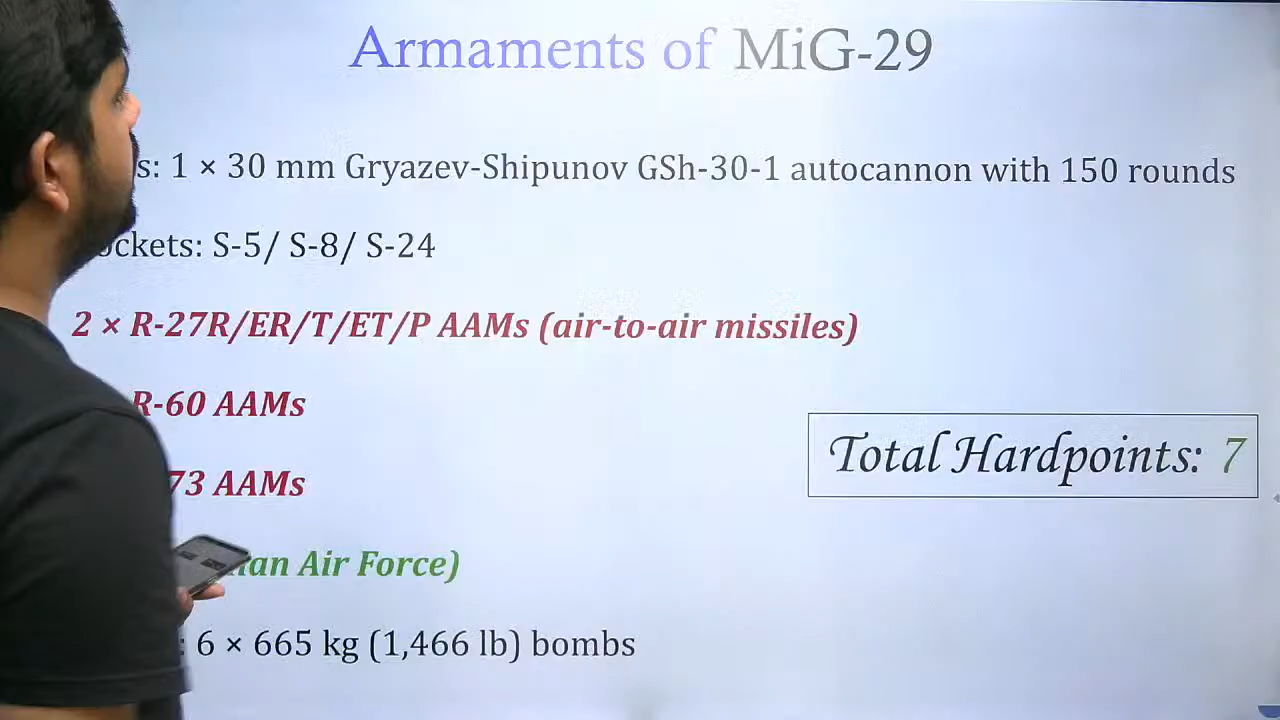 Armaments of MiG-29
s: 1 × 30 mm Gryazev-Shipunov GSh-30-1 autocannon with 150 rounds
ockets: S-5/ S-8/ S-24
2 × R-27R/ER/T/ET/P AAMs (air-to-air missiles)
R-60 AAMs
Total Hardpoints: 7
73 AAMs
ian Air Force)
: 6 × 665 kg (1,466 lb) bombs